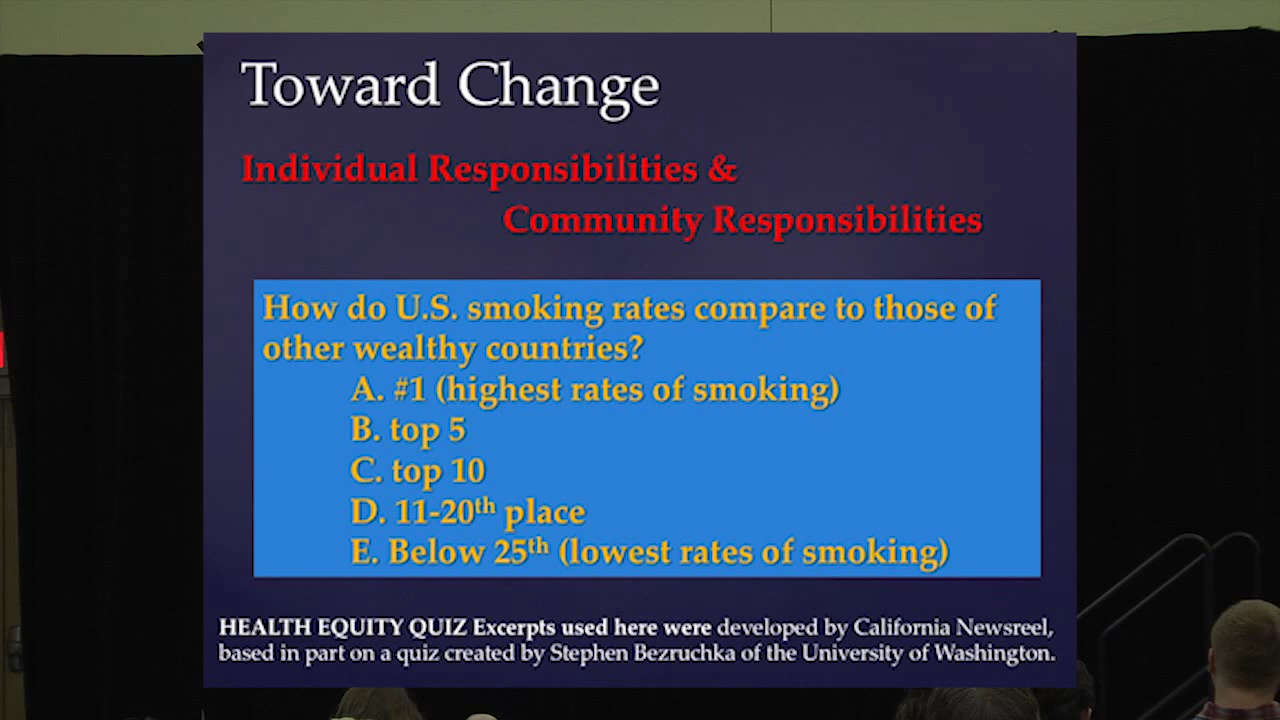 Toward Change
Individual Responsibilities &
Community Responsibilities
How do U.S. smoking rates compare to those of
other wealthy countries?
A. #1 (highest rates of smoking)
B. top 5
C. top 10
D. 11-20th place
E. Below 25th (lowest rates of smoking)
HEALTH EQUITY QUIZ Excerpts used here were developed by California Newsreel,
based in part on a quiz created by Stephen Bezruchka of the University of Washington.